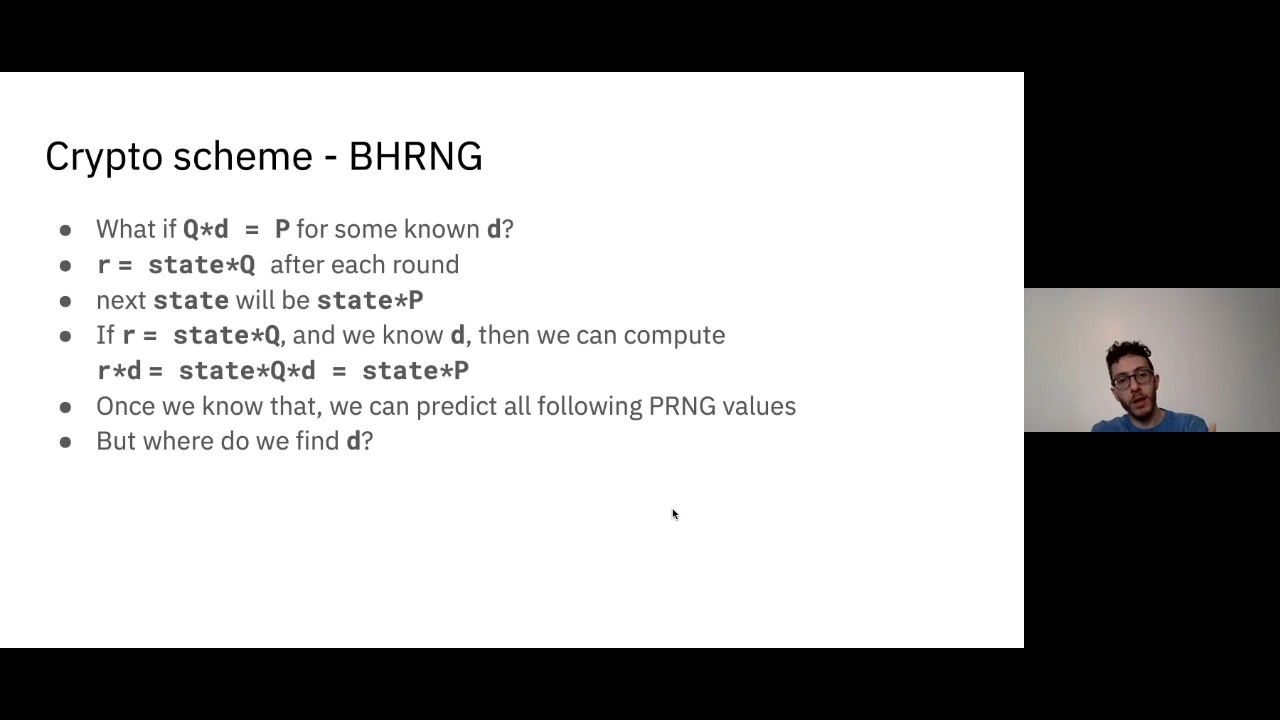 Crypto scheme - BHRNG
● What if Q*d = P for some known d?
● r = state*Q after each round
● next state will be state*P
● If r = state*Q, and we know d, then we can compute
r*d = state*Q*d = state*P
● Once we know that, we can predict all following PRNG values
● But where do we find d?